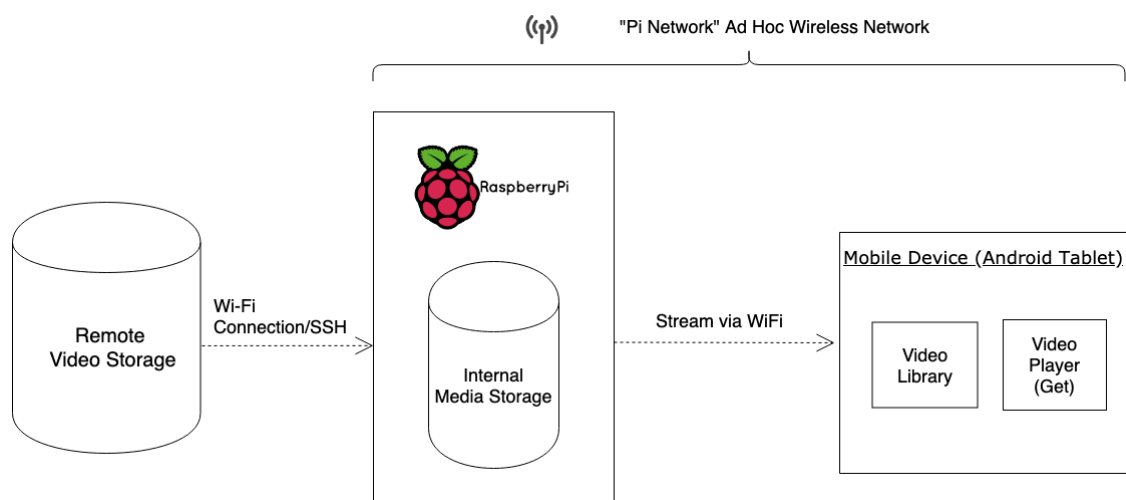 "Pi Network" Ad Hoc Wireless Network
RaspberryPi
Mobile Device (Android Tablet)
Wi-Fi
Connection/SSH
Stream via WiFi
Remote
Video Storage
Internal
Media Storage
Video
Library
Video
Player
(Get)